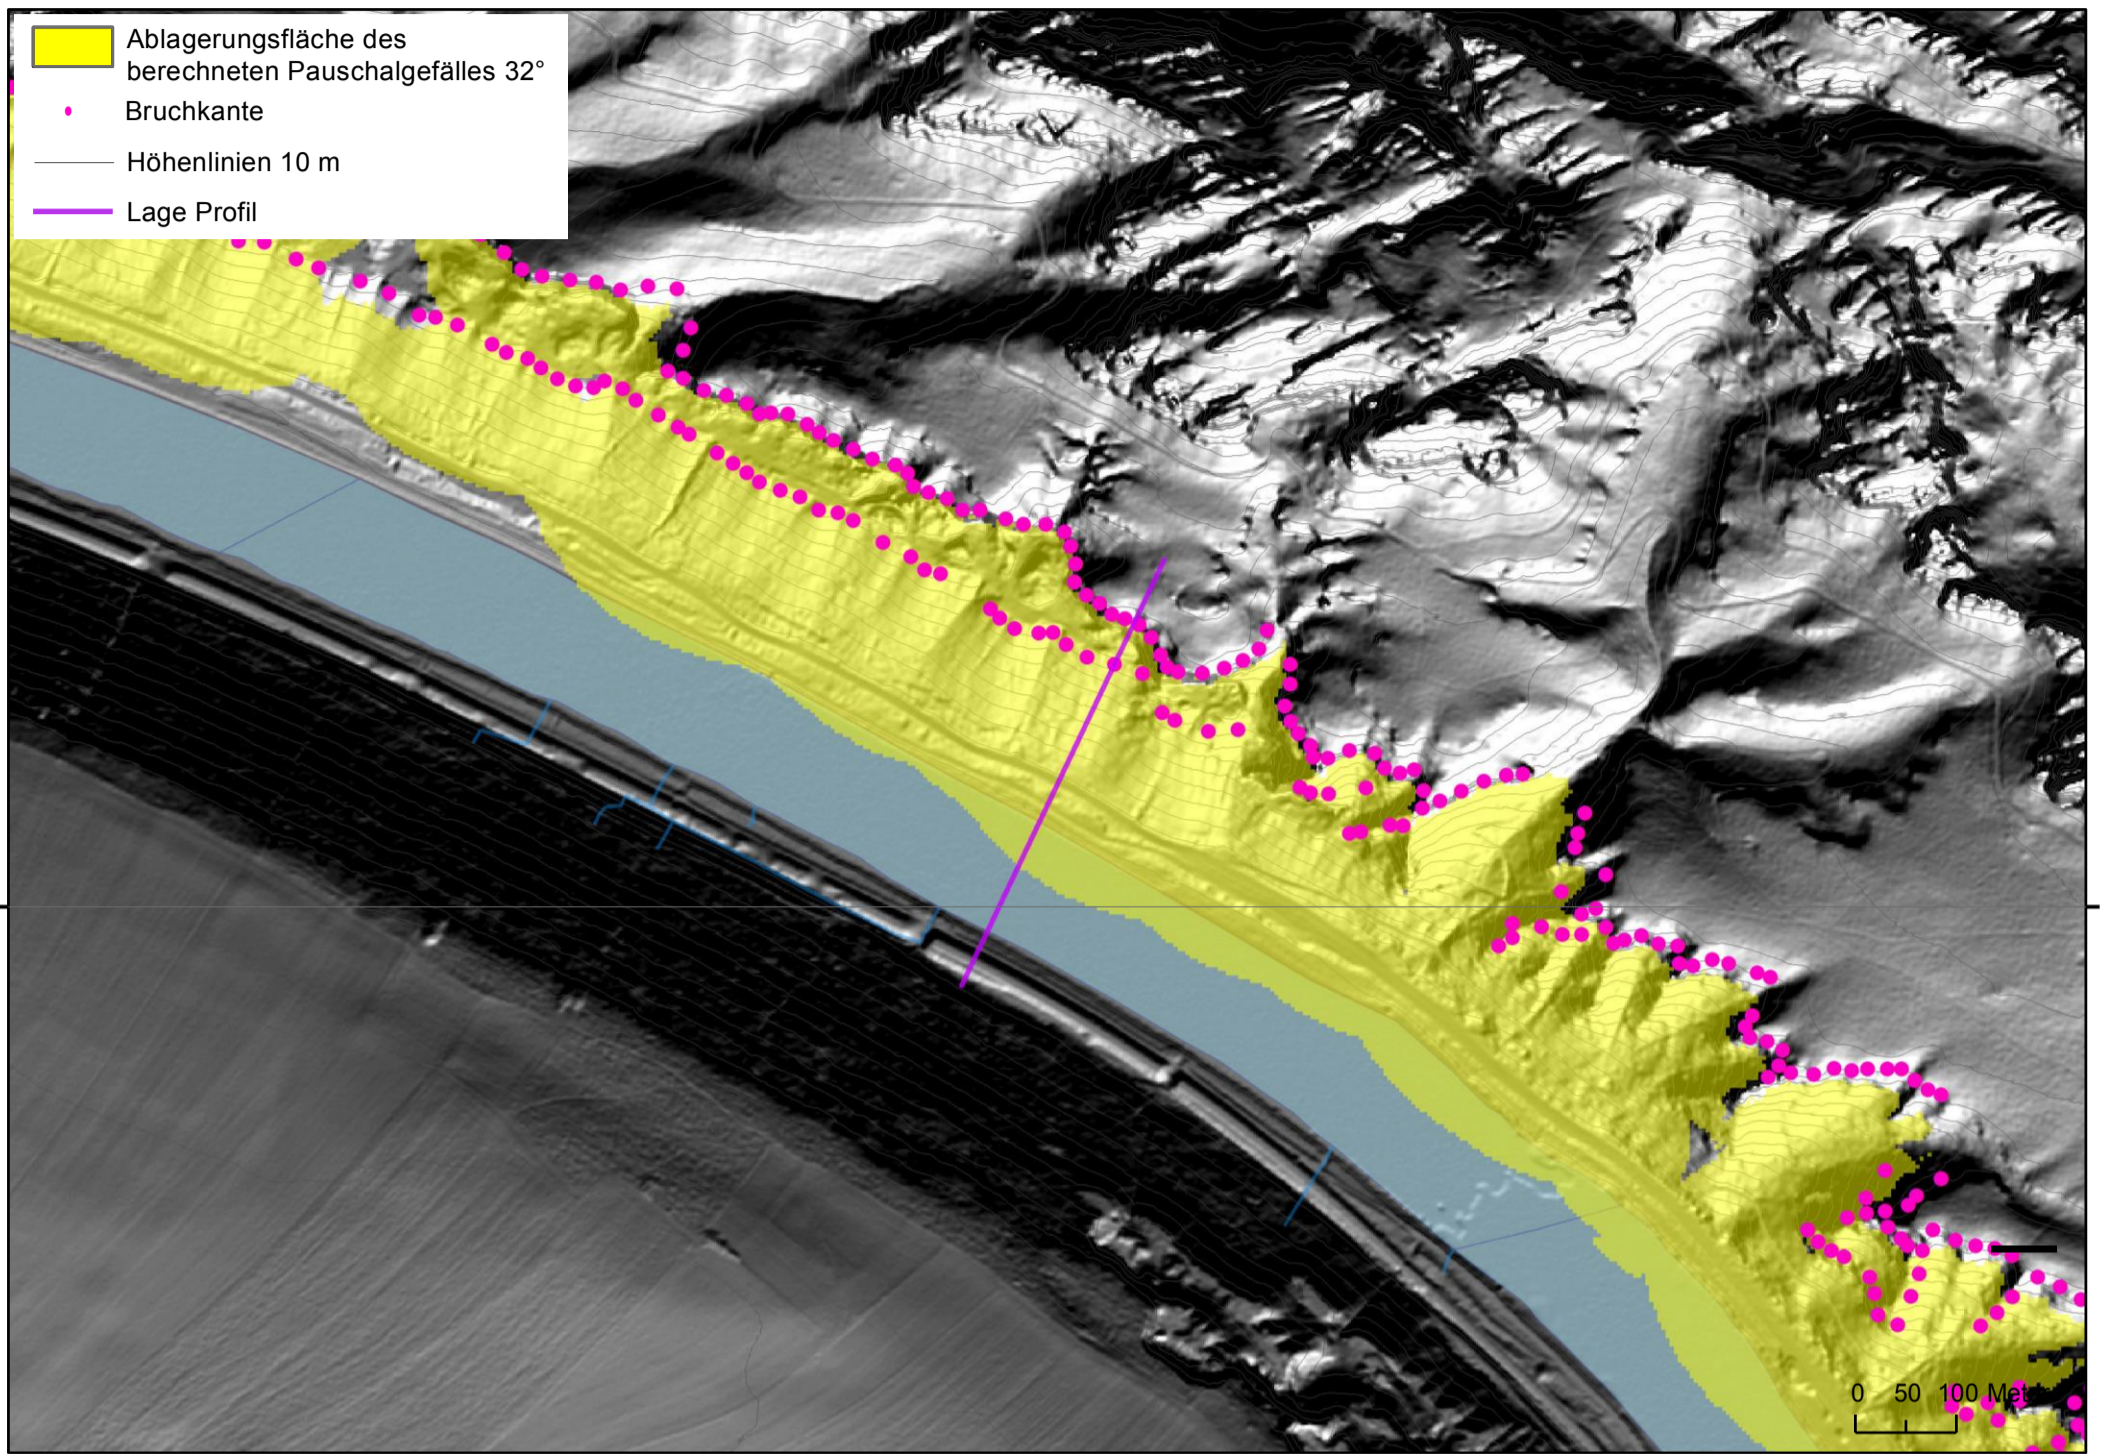 Ablagerungsfläche des
berechneten Pauschalgefälles 32°
Bruchkante
Höhenlinien 10 m
Lage Profil
0 50 100